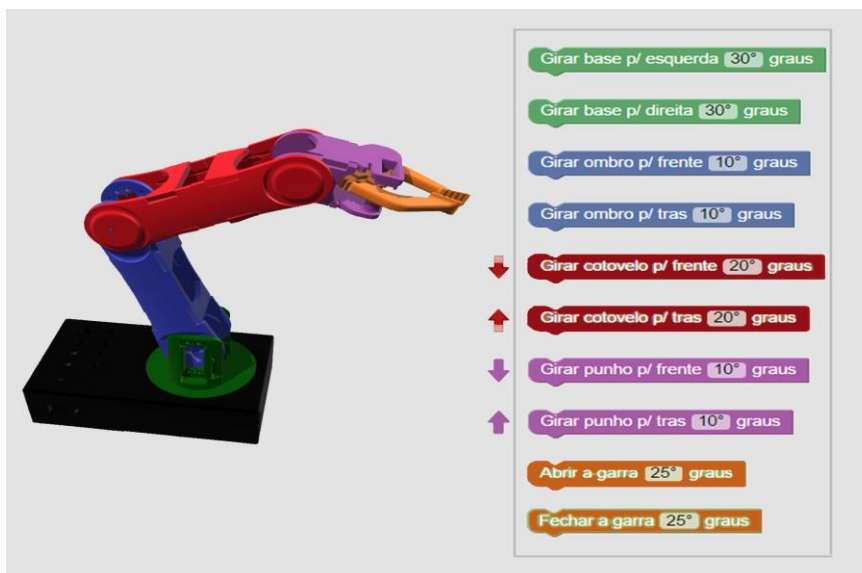 Girar base p/ esquerda 30° graus
Girar base p/ direita 30° graus
Girar ombro p/ frente 10° graus
Girar ombro p/ tras 10° graus
Girar cotovelo p/ frente 20° graus
Girar cotovelo p/ tras 20° graus
Girar punho p/ frente 10° graus
Girar punho p/ tras 10° graus
Abrir a garra 25° graus
Fechar a garra 25° graus